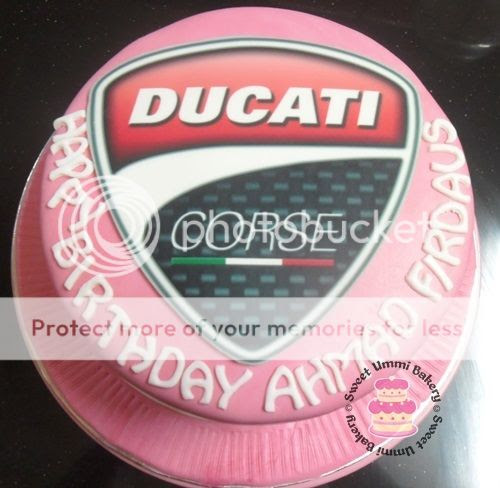 DUCATI
CORSE
HAPPY BIRTHDAY AHMAD FIRDAUS
photobucket
Protect more of your memories for less
© Sweet Ummi Bakery © Sweet Ummi Bakery